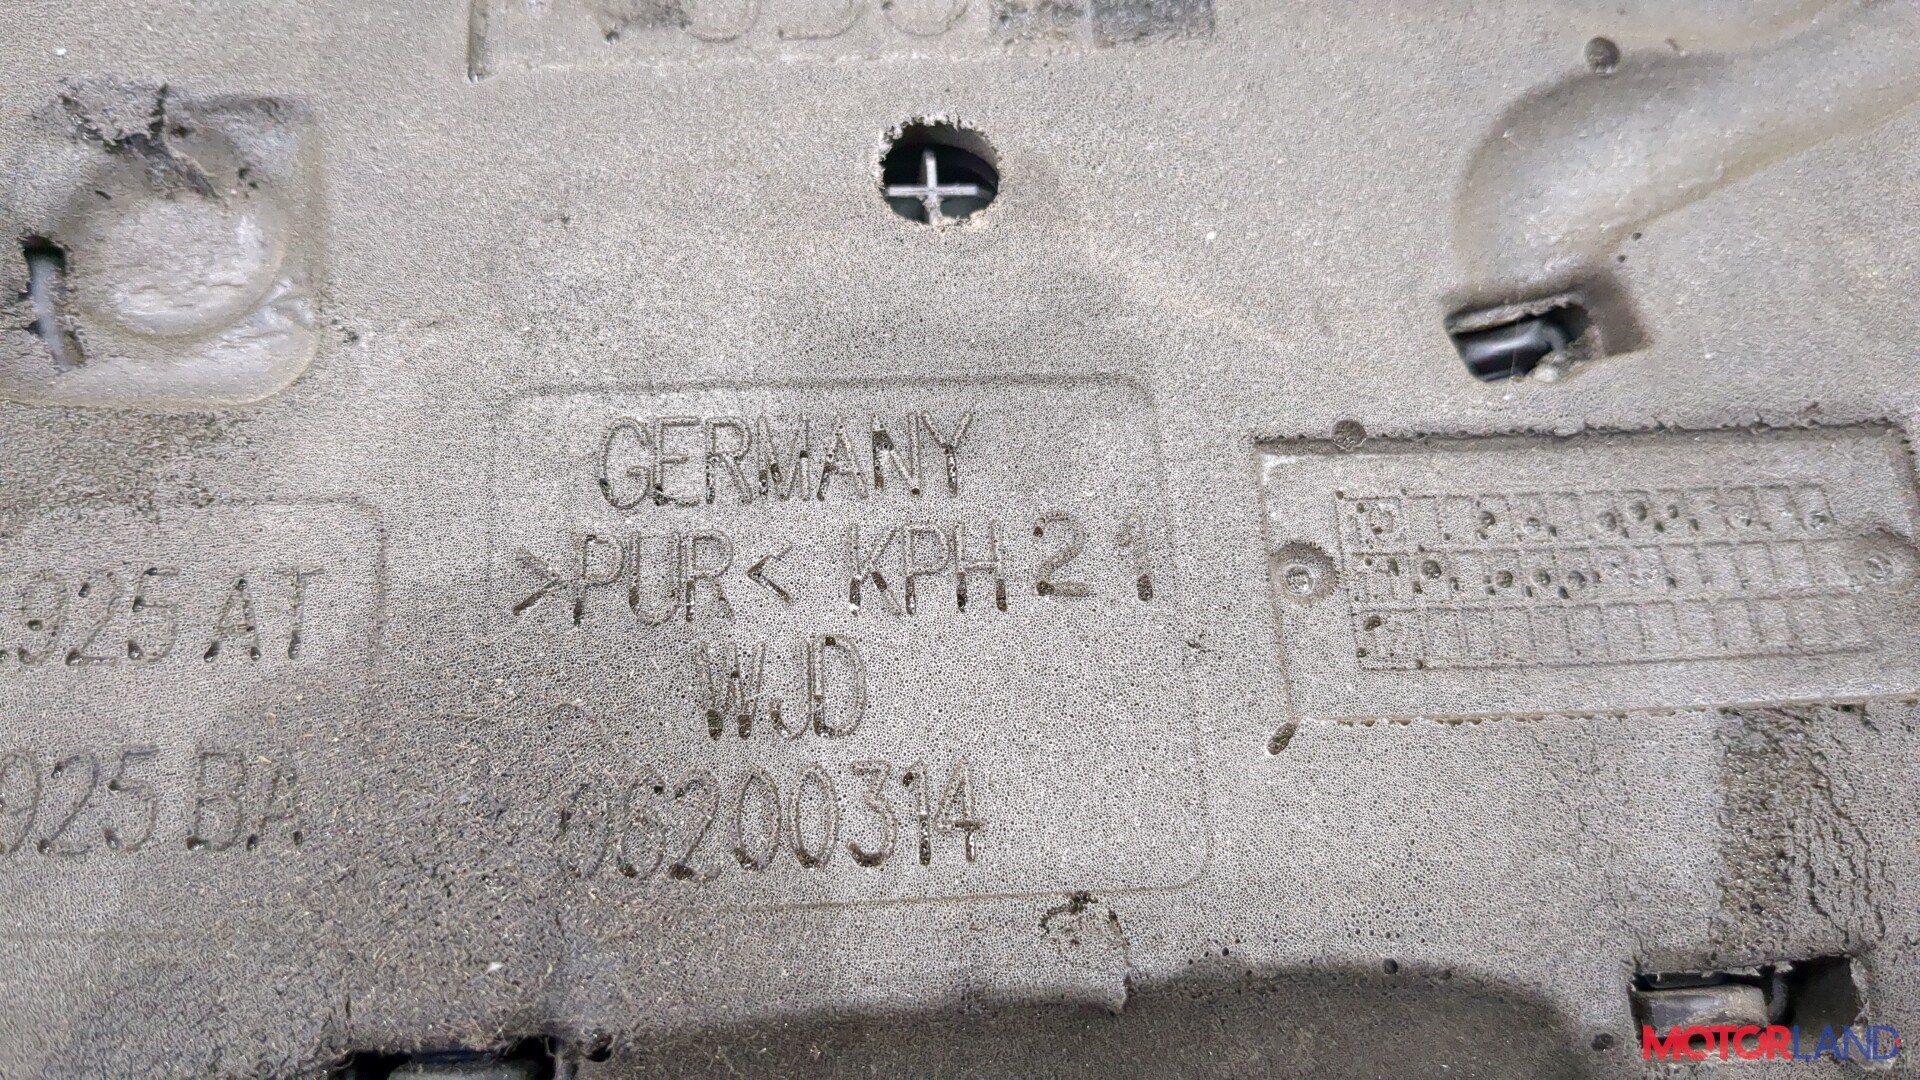 GERMANY
>PUR< KPH 21
WJD
925 AT
925 BA
06200314
MOTORLAND